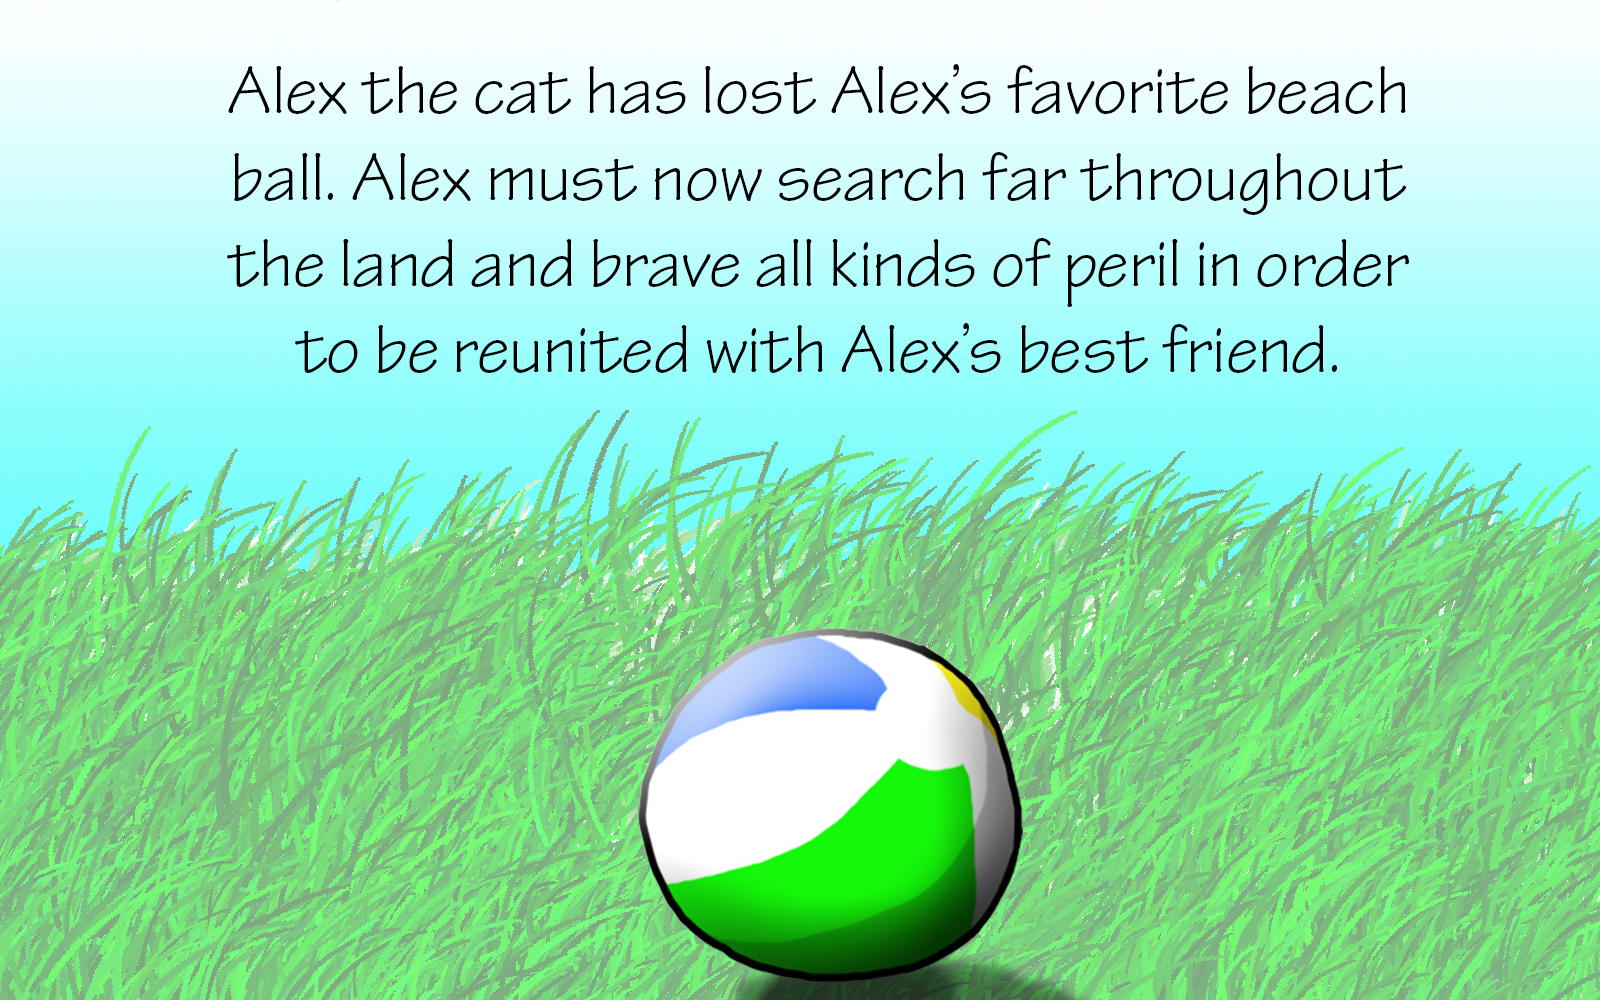 Alex the cat has lost Alex’s favorite beach
ball. Alex must now search far throughout
the land and brave all kinds of peril in order
to be reunited with Alex’s best friend.